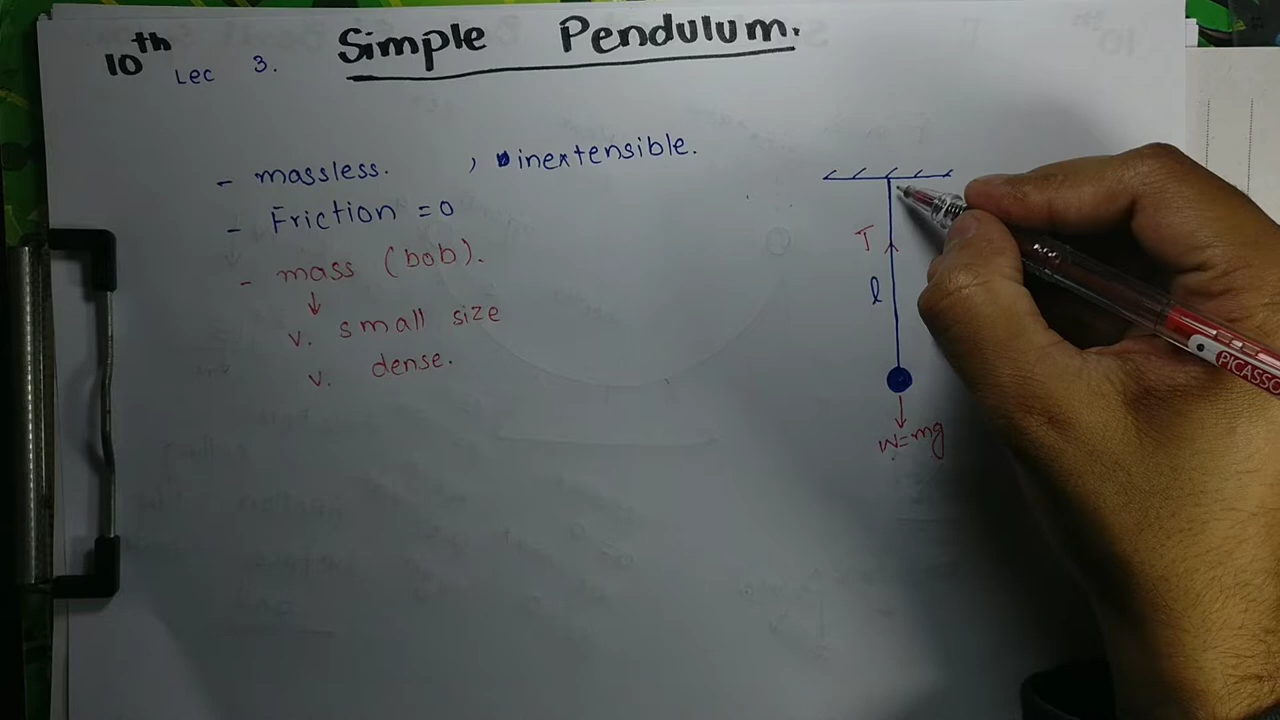 10th Lec 3. Simple Pendulum.
- massless. , inextensible.
- Friction = 0
- mass (bob).
↓
v. small size
v. dense.
T
l
W=mg
PICASSO